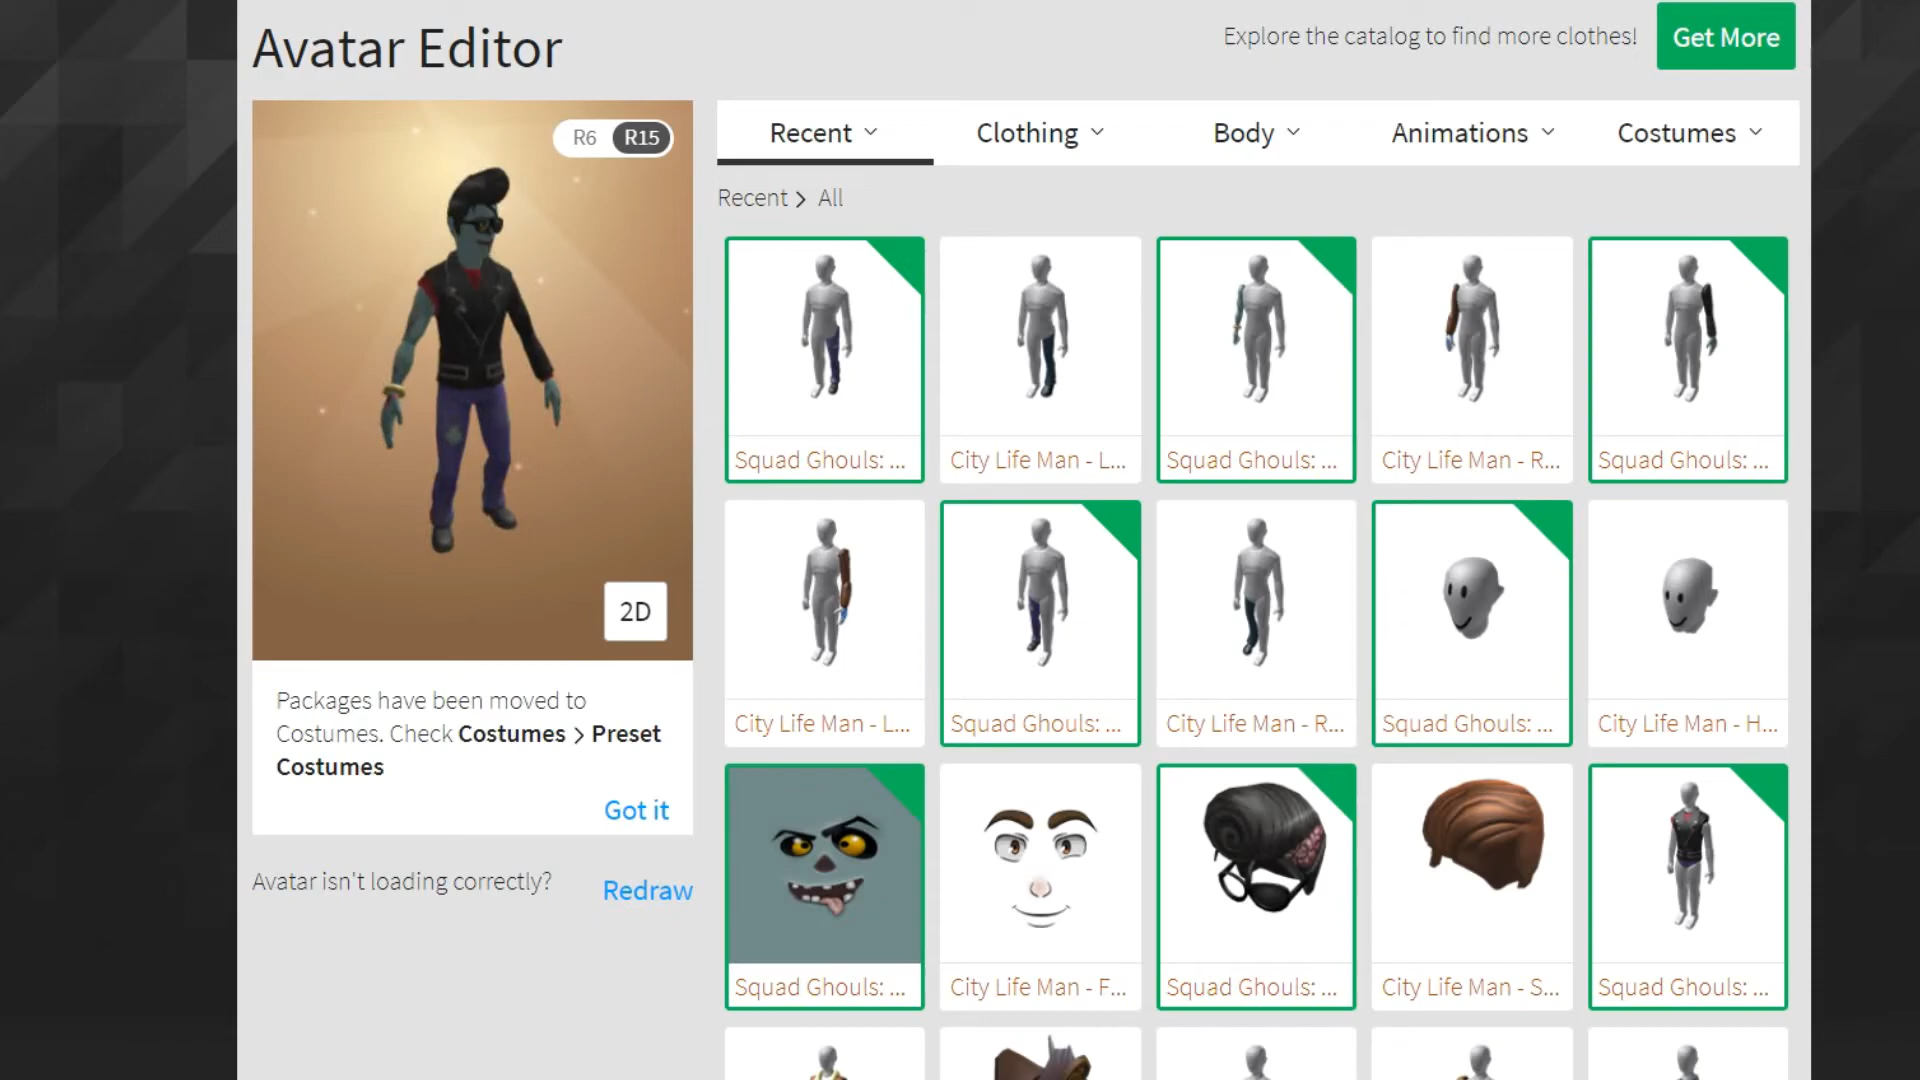 Avatar Editor
Explore the catalog to find more clothes!
Get More
R6 R15
Recent Clothing Body Animations Costumes
Recent > All
Squad Ghouls: ... City Life Man - L... Squad Ghouls: ... City Life Man - R... Squad Ghouls: ...
2D
City Life Man - L... Squad Ghouls: ... City Life Man - R... Squad Ghouls: ... City Life Man - H...
Packages have been moved to
Costumes. Check Costumes > Preset
Costumes
Got it
Avatar isn't loading correctly?
Redraw
Squad Ghouls: ... City Life Man - F... Squad Ghouls: ... City Life Man - S... Squad Ghouls: ...